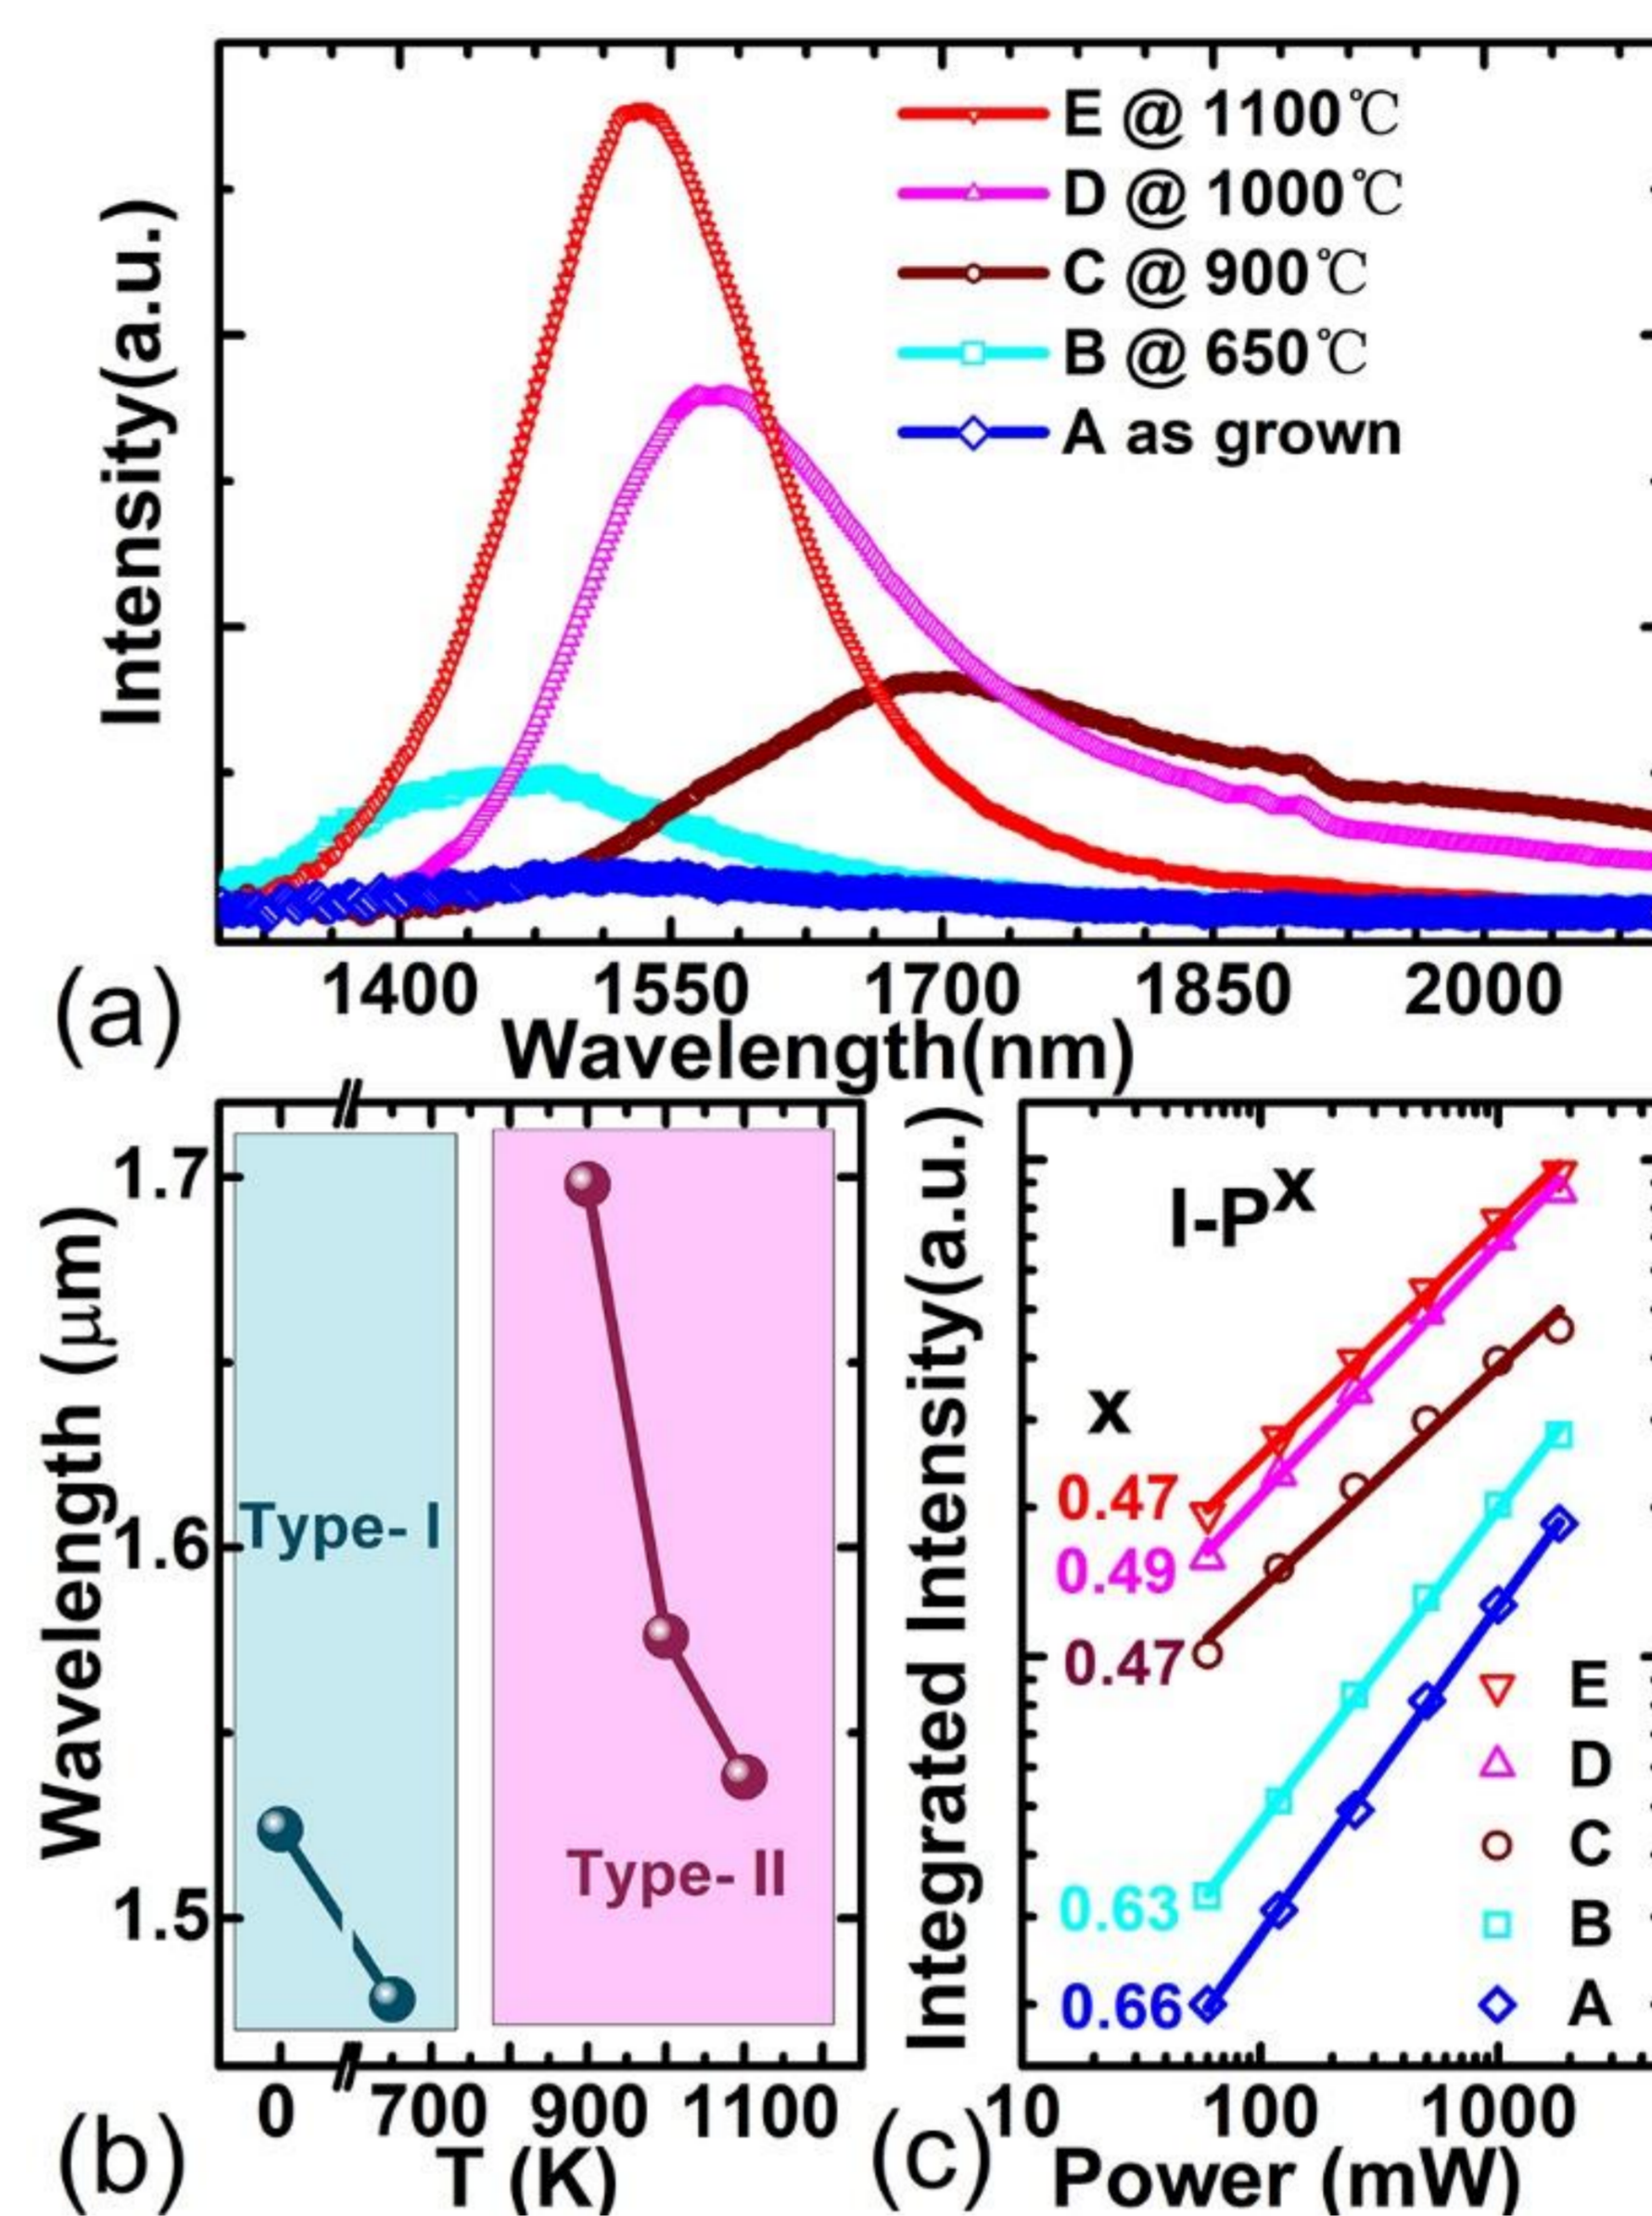 Intensity(a.u.)
E @ 1100℃
D @ 1000℃
C @ 900℃
B @ 650℃
A as grown
1400 1550 1700 1850 2000
(a)
Wavelength(nm)
Wavelength (μm)
1.7
1.6
1.5
Type- I
Type- II
0 700 900 1100
(b)
T (K)
Integrated Intensity(a.u.)
I-Pˣ
x
0.47
0.49
0.47
0.63
0.66
E
D
C
B
A
10 100 1000
(c)
Power (mW)